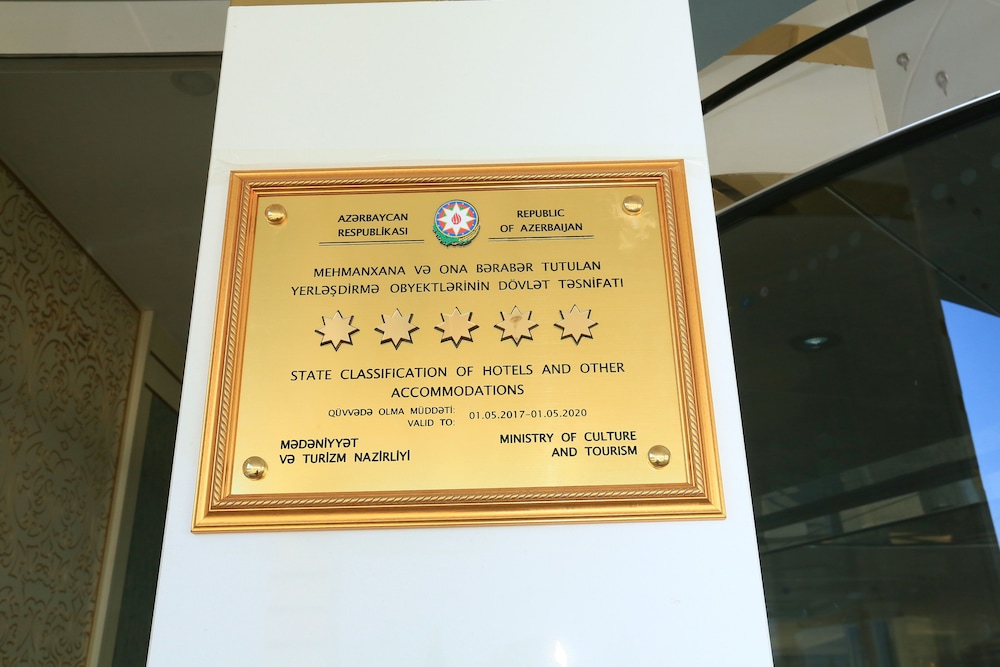 AZƏRBAYCAN
RESPUBLİKASI
REPUBLIC
OF AZERBAIJAN
MEHMANXANA VƏ ONA BƏRABƏR TUTULAN
YERLƏŞDİRMƏ OBYEKTLƏRİNİN DÖVLƏT TƏSNİFATI
STATE CLASSIFICATION OF HOTELS AND OTHER
ACCOMMODATIONS
QÜVVƏDƏ OLMA MÜDDƏTİ:
VALID TO:
01.05.2017-01.05.2020
MƏDƏNİYYƏT
VƏ TURİZM NAZİRLİYİ
MINISTRY OF CULTURE
AND TOURISM